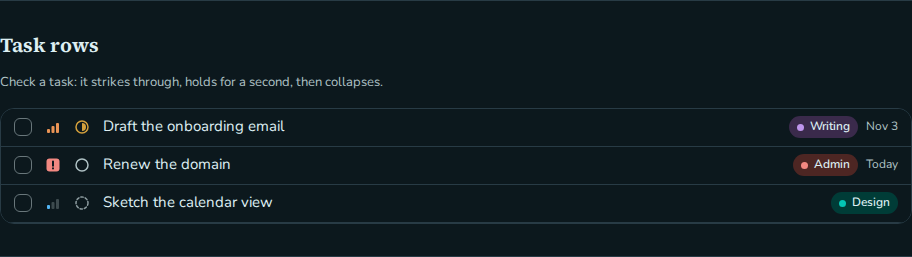 Task rows
Check a task: it strikes through, holds for a second, then collapses.
Draft the onboarding email Writing Nov 3
Renew the domain Admin Today
Sketch the calendar view Design